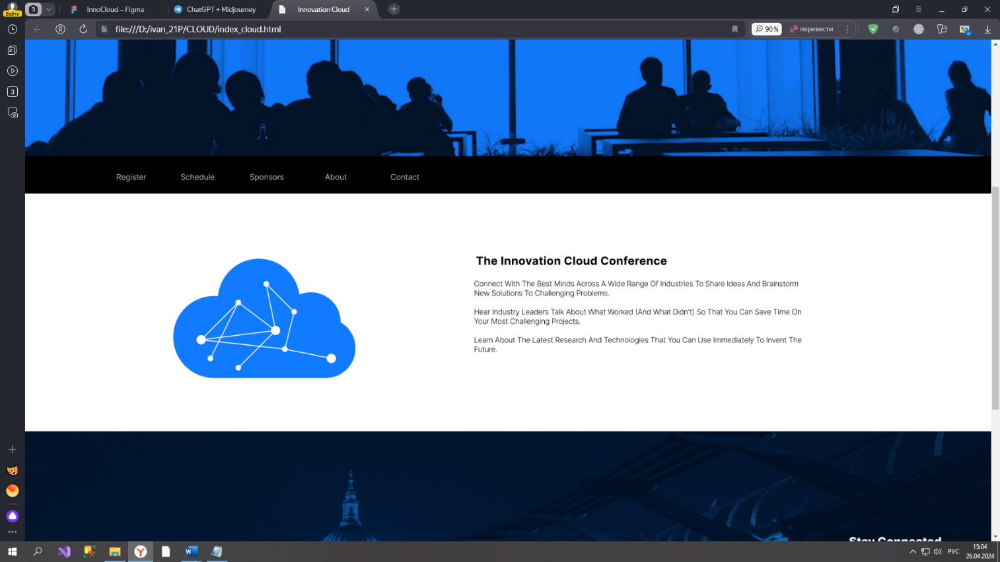 Войти
3
InnoCloud – Figma
ChatGPT + Midjourney
Innovation Cloud
file:///D:/ivan_21P/CLOUD/index_cloud.html
90 %
перевести
3
Register
Schedule
Sponsors
About
Contact
The Innovation Cloud Conference
Connect With The Best Minds Across A Wide Range Of Industries To Share Ideas And Brainstorm
New Solutions To Challenging Problems.
Hear Industry Leaders Talk About What Worked (And What Didn't) So That You Can Save Time On
Your Most Challenging Projects.
Learn About The Latest Research And Technologies That You Can Use Immediately To Invent The
Future.
Stay Connected
РУС
15:04
26.04.2024